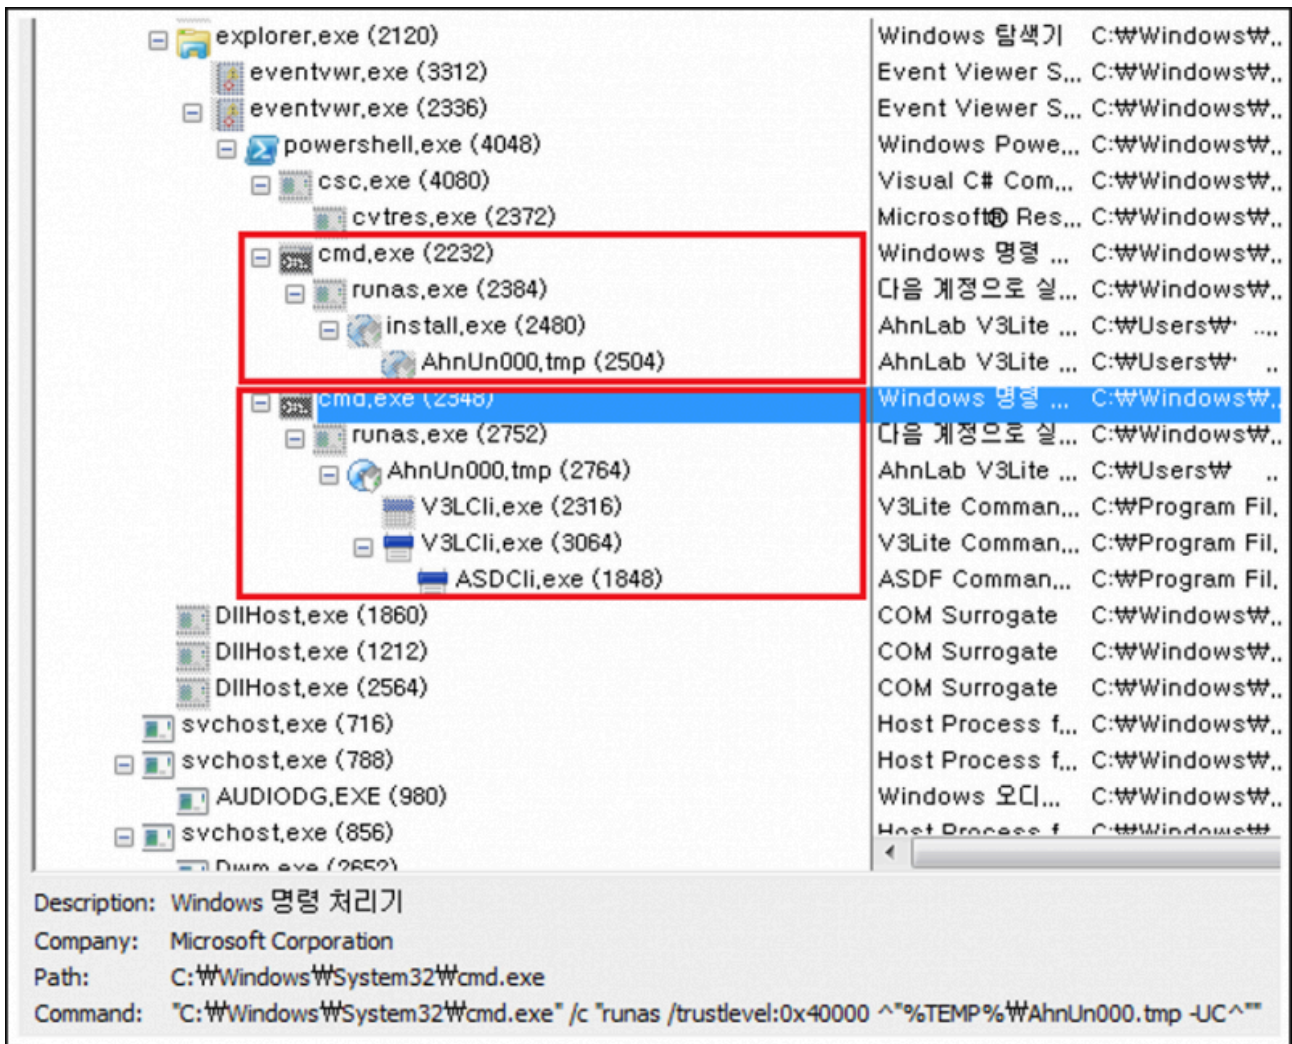 explorer.exe (2120) Windows 탐색기 C:₩Windows₩..
eventvwr.exe (3312) Event Viewer S... C:₩Windows₩..
eventvwr.exe (2336) Event Viewer S... C:₩Windows₩..
powershell.exe (4048) Windows Powe... C:₩Windows₩..
csc.exe (4080) Visual C# Com... C:₩Windows₩..
cvtres.exe (2372) Microsoft® Res... C:₩Windows₩..
cmd.exe (2232) Windows 명령 ... C:₩Windows₩..
runas.exe (2384) 다음 계정으로 실... C:₩Windows₩..
install.exe (2480) AhnLab V3Lite ... C:₩Users₩ ...
AhnUn000.tmp (2504) AhnLab V3Lite ... C:₩Users₩ ..
cmd.exe (2348) Windows 명령 ... C:₩Windows₩..
runas.exe (2752) 다음 계정으로 실... C:₩Windows₩..
AhnUn000.tmp (2764) AhnLab V3Lite ... C:₩Users₩ ..
V3LCli.exe (2316) V3Lite Comman... C:₩Program Fil.
V3LCli.exe (3064) V3Lite Comman... C:₩Program Fil.
ASDCli.exe (1848) ASDF Comman... C:₩Program Fil.
DllHost.exe (1860) COM Surrogate C:₩Windows₩..
DllHost.exe (1212) COM Surrogate C:₩Windows₩..
DllHost.exe (2564) COM Surrogate C:₩Windows₩..
svchost.exe (716) Host Process f... C:₩Windows₩..
svchost.exe (788) Host Process f... C:₩Windows₩..
AUDIODG.EXE (980) Windows 오디... C:₩Windows₩..
svchost.exe (856) Host Process f C:₩Windows₩
Dwm.exe (2652)
Description: Windows 명령 처리기
Company: Microsoft Corporation
Path: C:₩Windows₩System32₩cmd.exe
Command: "C:₩Windows₩System32₩cmd.exe" /c "runas /trustlevel:0x40000 ^"%TEMP%₩AhnUn000.tmp -UC^""